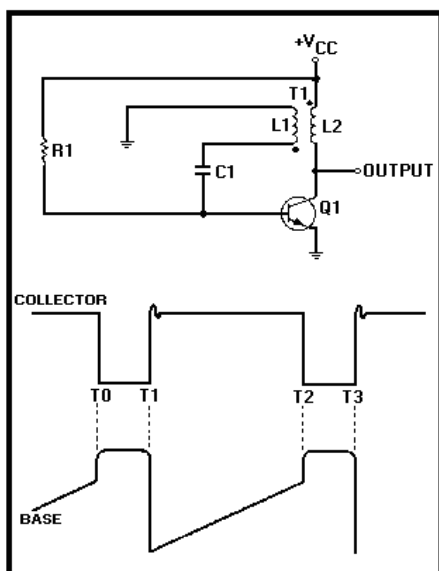 +VCC
T1
L1 L2
R1
C1
OUTPUT
Q1
COLLECTOR
T0 T1 T2 T3
BASE